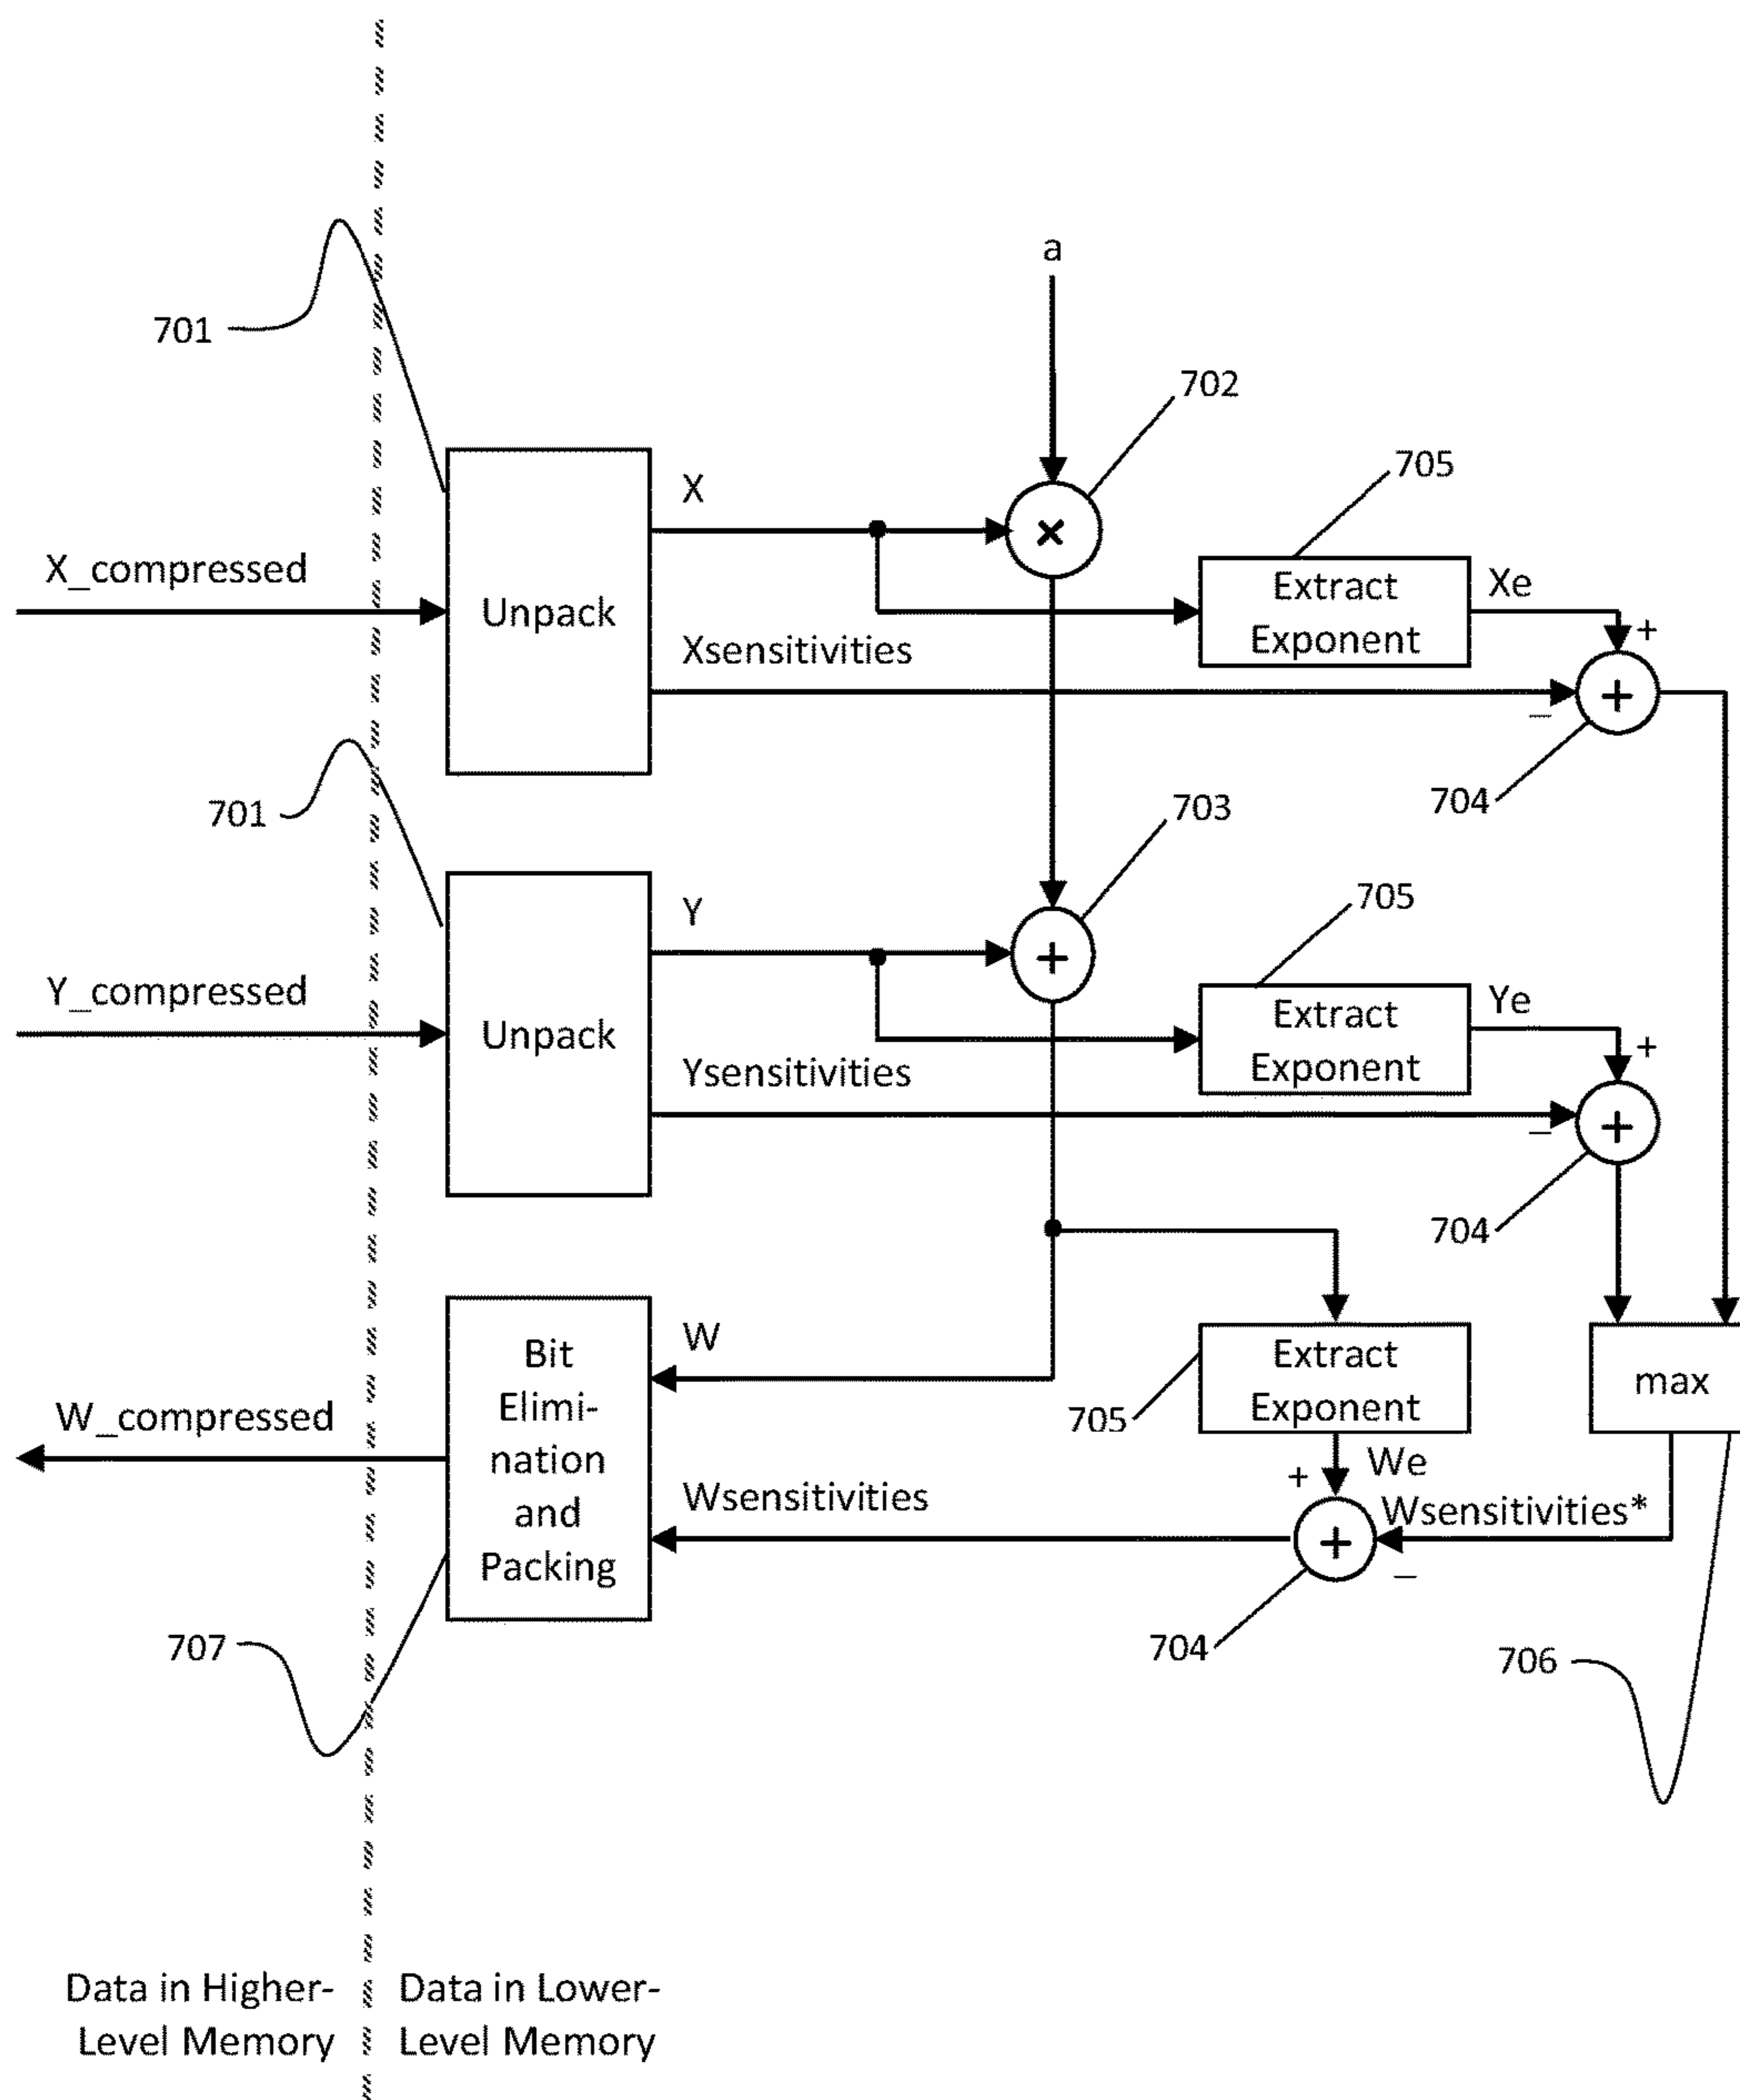 a
701
702
705
X
X_compressed
Unpack
Extract
Exponent
Xe
+
×
Xsensitivities
–
+
704
701
703
705
Y
+
Y_compressed
Unpack
Extract
Exponent
Ye
+
Ysensitivities
–
+
704
W
Bit
Elimi-
nation
and
Packing
Extract
Exponent
max
705
W_compressed
We
+
Wsensitivities
Wsensitivities*
+
–
707
704
706
Data in Higher-
Level Memory
Data in Lower-
Level Memory